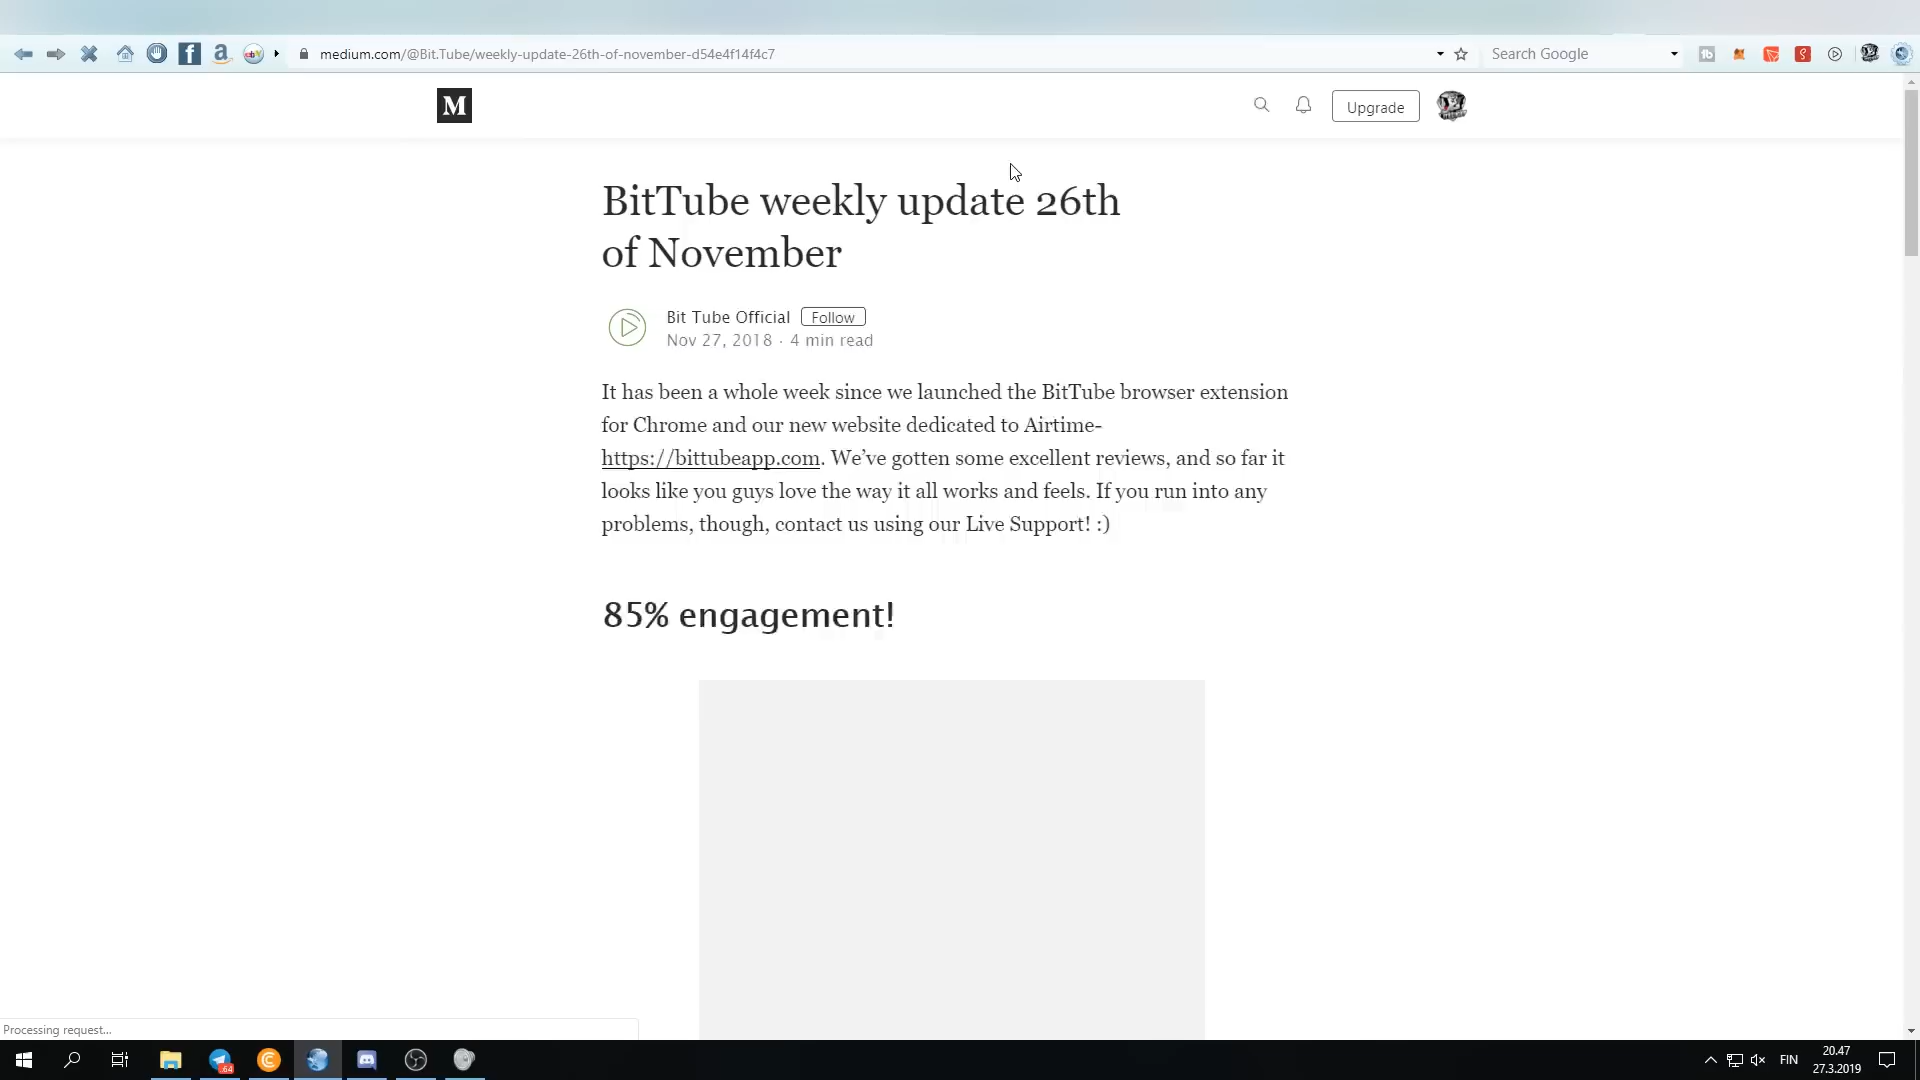 medium.com/@Bit.Tube/weekly-update-26th-of-november-d54e4f14f4c7
Search Google
M
Upgrade
BitTube weekly update 26th
of November
Bit Tube Official Follow
Nov 27, 2018 · 4 min read
It has been a whole week since we launched the BitTube browser extension
for Chrome and our new website dedicated to Airtime-
https://bittubeapp.com. We’ve gotten some excellent reviews, and so far it
looks like you guys love the way it all works and feels. If you run into any
problems, though, contact us using our Live Support! :)
85% engagement!
Processing request...
64
FIN
20.47
27.3.2019